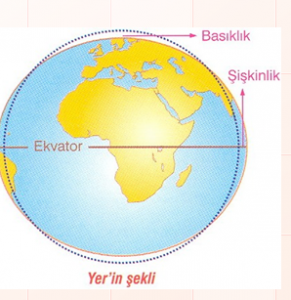 Basıklık
Şişkinlik
Ekvator
Yer'in şekli